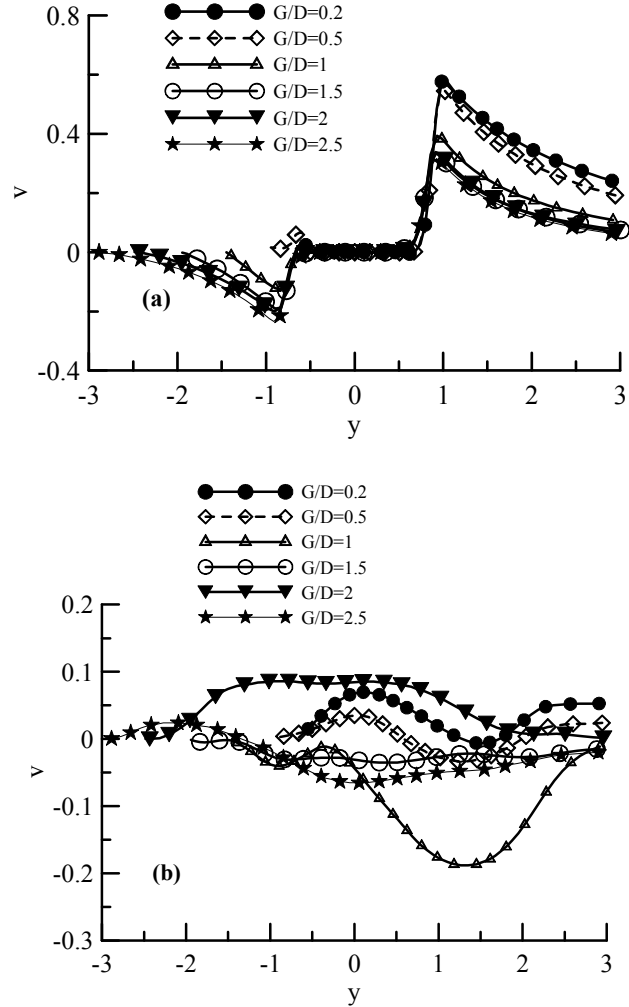 G/D=0.2
G/D=0.5
G/D=1
G/D=1.5
G/D=2
G/D=2.5
0.8
0.4
0
-0.4
v
(a)
-3 -2 -1 0 1 2 3
y
G/D=0.2
G/D=0.5
G/D=1
G/D=1.5
G/D=2
G/D=2.5
0.2
0.1
0
-0.1
-0.2
-0.3
v
(b)
-3 -2 -1 0 1 2 3
y